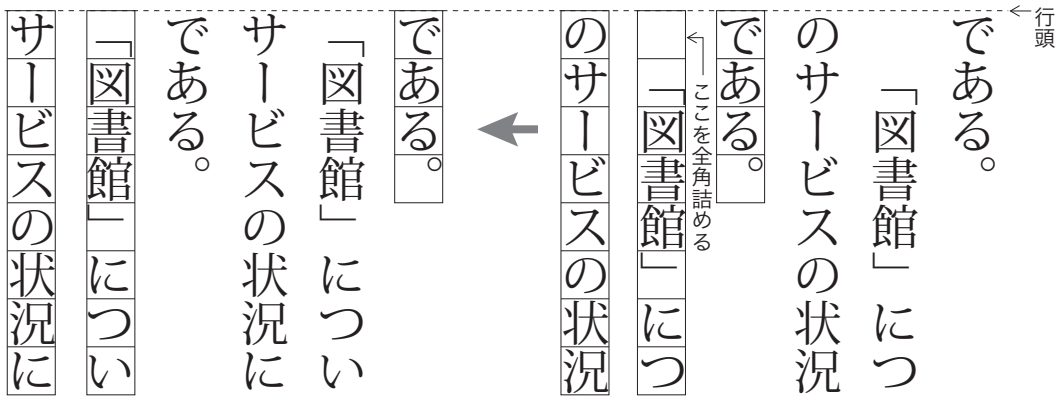 行頭
である。
「図書館」につ
のサービスの状況
である。
ここを全角詰める
「図書館」につ
のサービスの状況
である。
「図書館」につい
サービスの状況に
である。
「図書館」につい
サービスの状況に